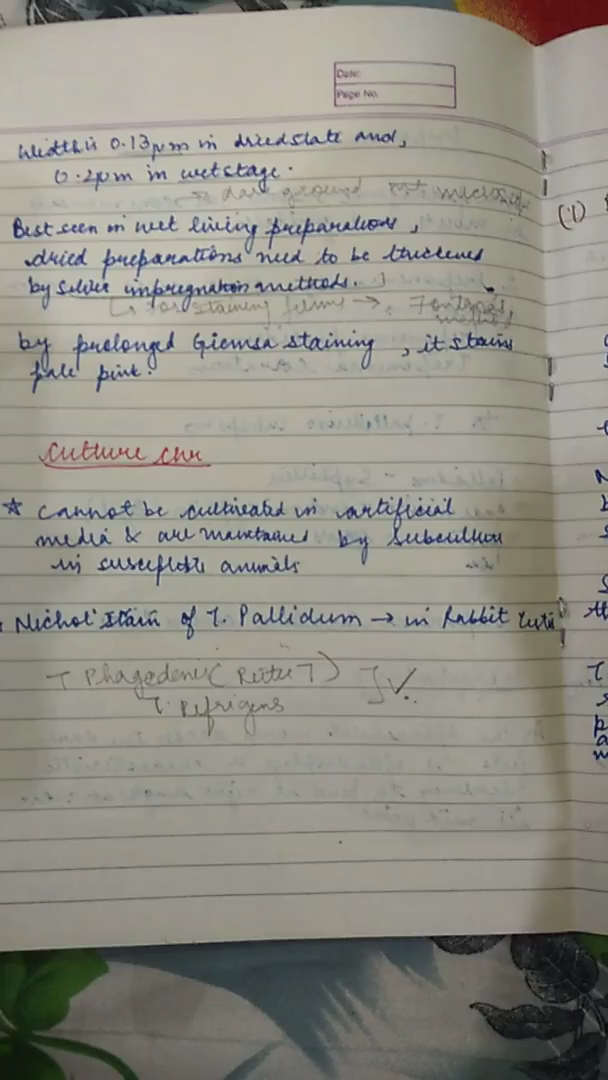 Date:
Page No.
Width is 0.13μm in dried state and,
0.2μm in wet stage.
→ dark ground
Best seen in wet living preparations,
dried preparations need to be thickened
by silver impregnation methods.
for staining films →
by prolonged Giemsa staining, it stains
pale pink.
Culture chr
★ Cannot be cultivated in artificial
media & are maintained by Subculture
in susceptible animals
Nichol's Stain of T. Pallidum → in Rabbit testis
T Phagedenis (Reiter T)
T. Refrigens
(1)